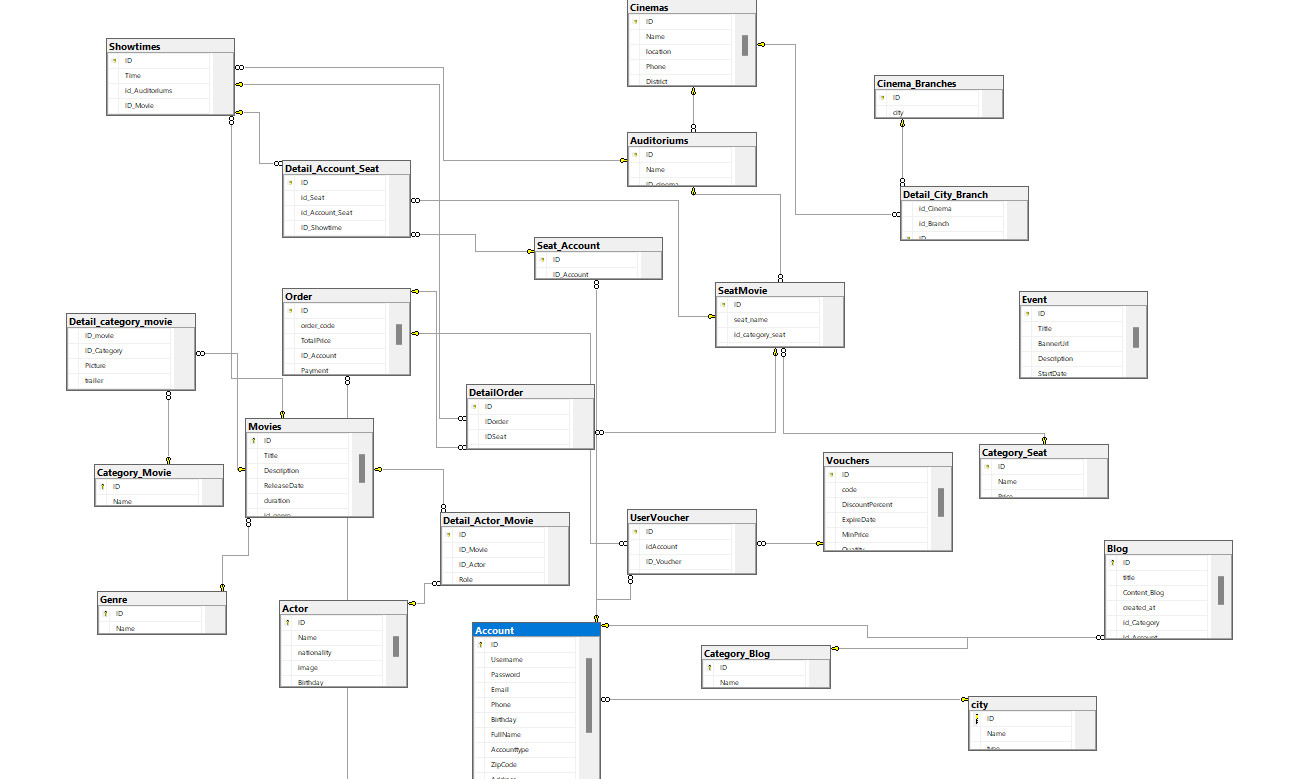 Cinemas
ID
Name
location
Phone
District
Showtimes
ID
Time
id_Auditoriums
ID_Movie
Cinema_Branches
ID
city
Auditoriums
ID
Name
ID_cinema
Detail_Account_Seat
ID
id_Seat
id_Account_Seat
ID_Showtime
Detail_City_Branch
id_Cinema
id_Branch
ID
Seat_Account
ID
ID_Account
SeatMovie
ID
seat_name
id_category_seat
Order
ID
order_code
TotalPrice
ID_Account
Payment
Event
ID
Title
BannerUrl
Description
StartDate
Detail_category_movie
ID_movie
ID_Category
Picture
trailer
DetailOrder
ID
IDorder
IDSeat
Movies
ID
Title
Description
ReleaseDate
duration
id_genre
Category_Seat
ID
Name
Price
Vouchers
ID
code
DiscountPercent
ExpireDate
MinPrice
Category_Movie
ID
Name
Detail_Actor_Movie
ID
ID_Movie
ID_Actor
Role
UserVoucher
ID
idAccount
ID_Voucher
Blog
ID
title
Content_Blog
created_at
id_Category
id_Account
Genre
ID
Name
Actor
ID
Name
nationality
image
Birthday
Account
ID
Username
Password
Email
Phone
Birthday
FullName
Accounttype
ZipCode
Category_Blog
ID
Name
city
ID
Name
type